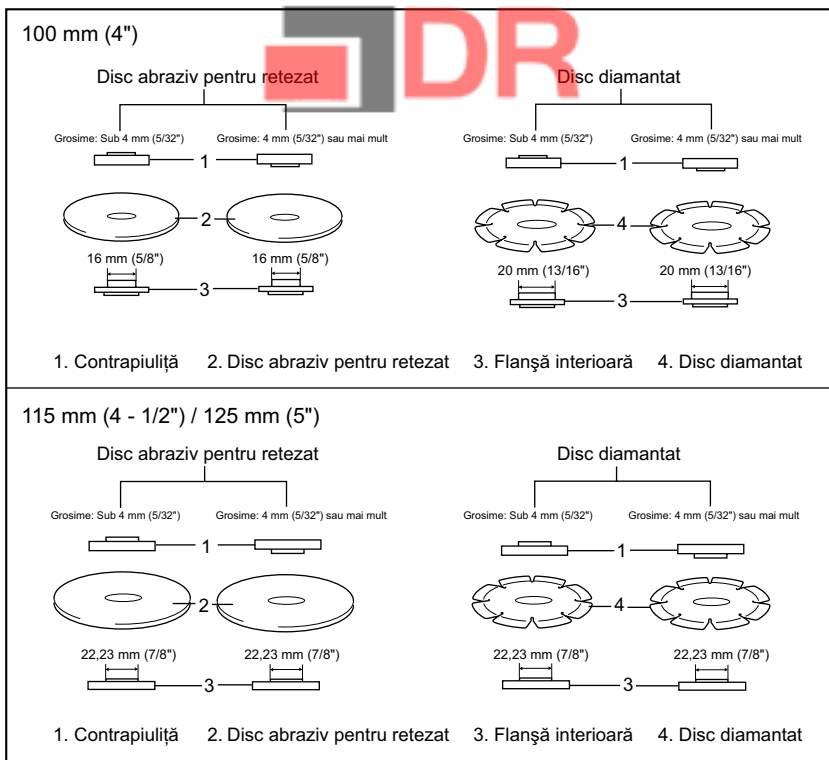 DR
100 mm (4")
Disc abraziv pentru retezat Disc diamantat
Grosime: Sub 4 mm (5/32") Grosime: 4 mm (5/32") sau mai mult Grosime: Sub 4 mm (5/32") Grosime: 4 mm (5/32") sau mai mult
1 1
2 4
16 mm (5/8") 16 mm (5/8") 20 mm (13/16") 20 mm (13/16")
3 3
1. Contrapiuliţă 2. Disc abraziv pentru retezat 3. Flanşă interioară 4. Disc diamantat
115 mm (4 - 1/2") / 125 mm (5")
Disc abraziv pentru retezat Disc diamantat
Grosime: Sub 4 mm (5/32") Grosime: 4 mm (5/32") sau mai mult Grosime: Sub 4 mm (5/32") Grosime: 4 mm (5/32") sau mai mult
1 1
2 4
22,23 mm (7/8") 22,23 mm (7/8") 22,23 mm (7/8") 22,23 mm (7/8")
3 3
1. Contrapiuliţă 2. Disc abraziv pentru retezat 3. Flanşă interioară 4. Disc diamantat